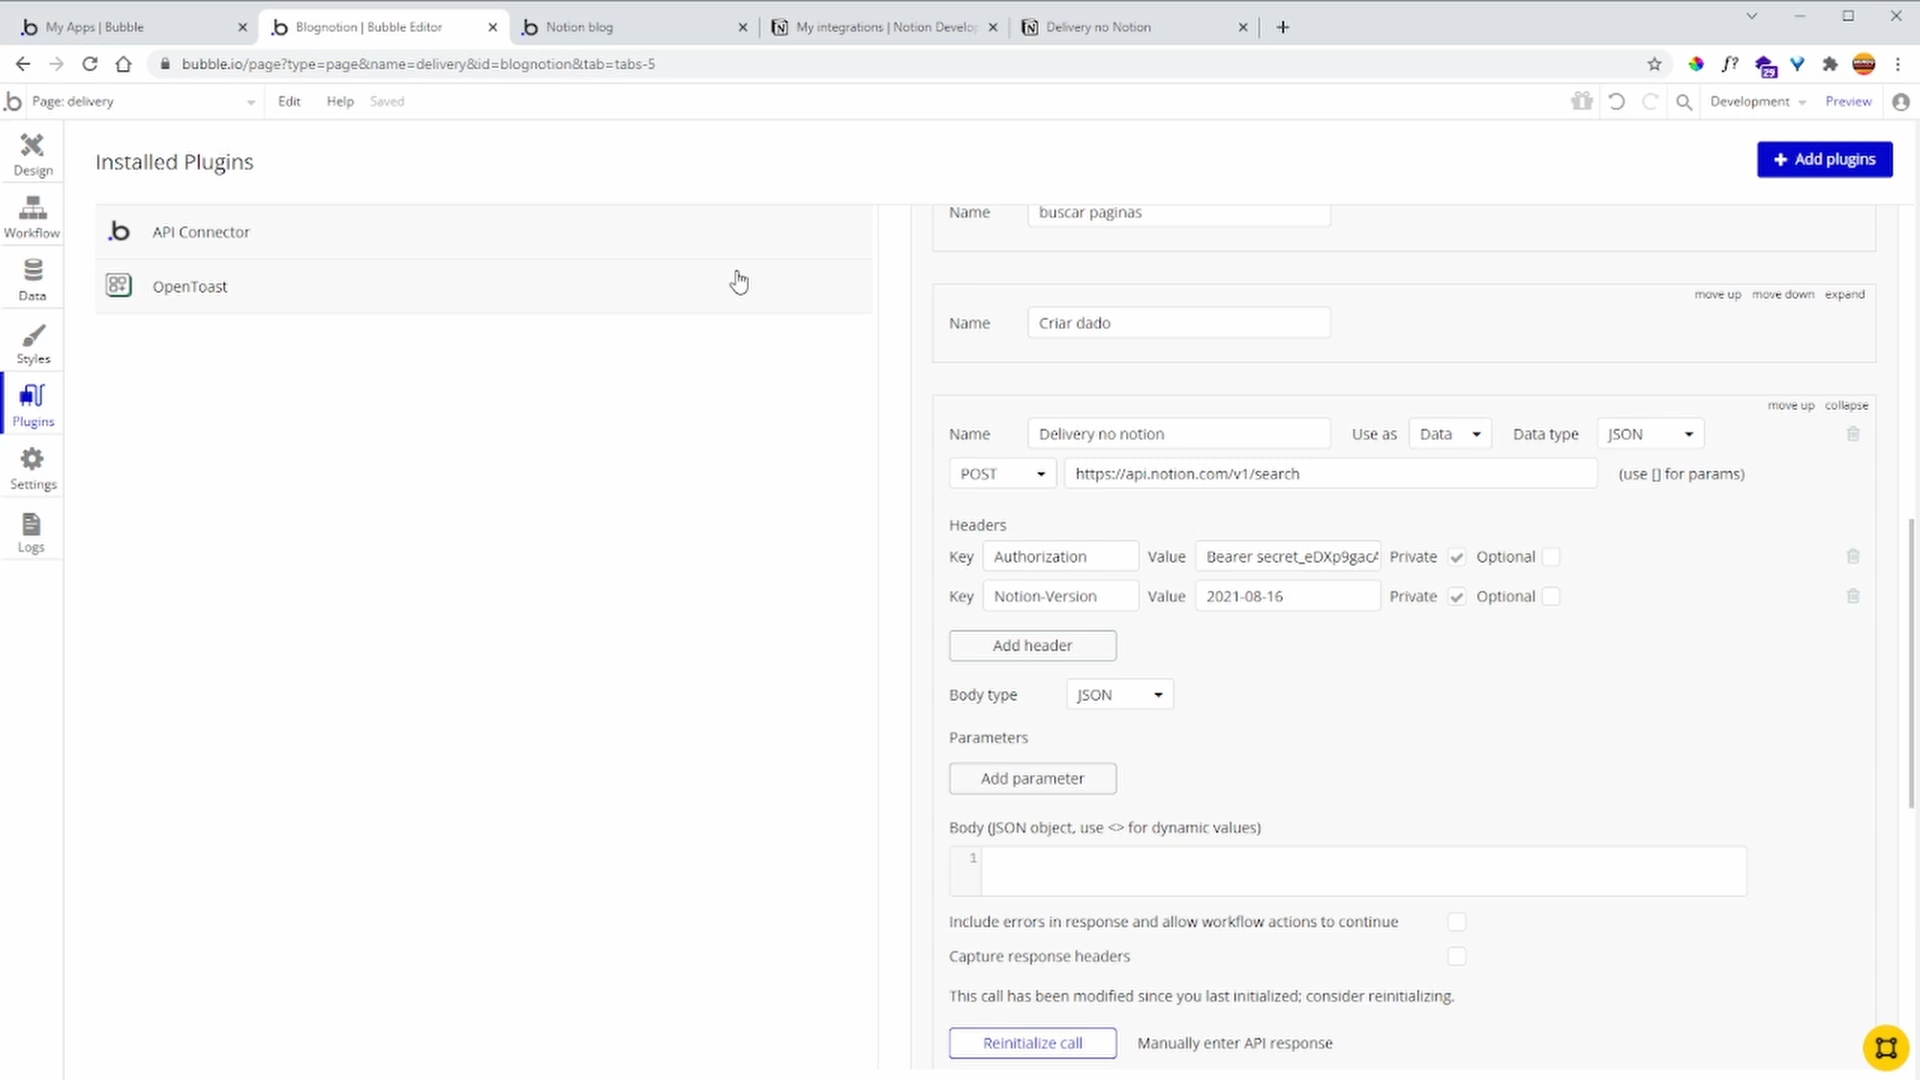 My Apps | Bubble
Blognotion | Bubble Editor
Notion blog
My integrations | Notion Develop
Delivery no Notion
bubble.io/page?type=page&name=delivery&id=blognotion&tab=tabs-5
f?
29
Page: delivery
Edit
Help
Saved
Development
Preview
Design
Workflow
Data
Styles
Plugins
Settings
Logs
Installed Plugins
+ Add plugins
API Connector
OpenToast
Name buscar paginas
move up move down expand
Name Criar dado
move up collapse
Name Delivery no notion Use as Data Data type JSON
POST https://api.notion.com/v1/search (use [] for params)
Headers
Key Authorization Value Bearer secret_eDXp9gacA Private Optional
Key Notion-Version Value 2021-08-16 Private Optional
Add header
Body type JSON
Parameters
Add parameter
Body (JSON object, use <> for dynamic values)
1
Include errors in response and allow workflow actions to continue
Capture response headers
This call has been modified since you last initialized; consider reinitializing.
Reinitialize call Manually enter API response